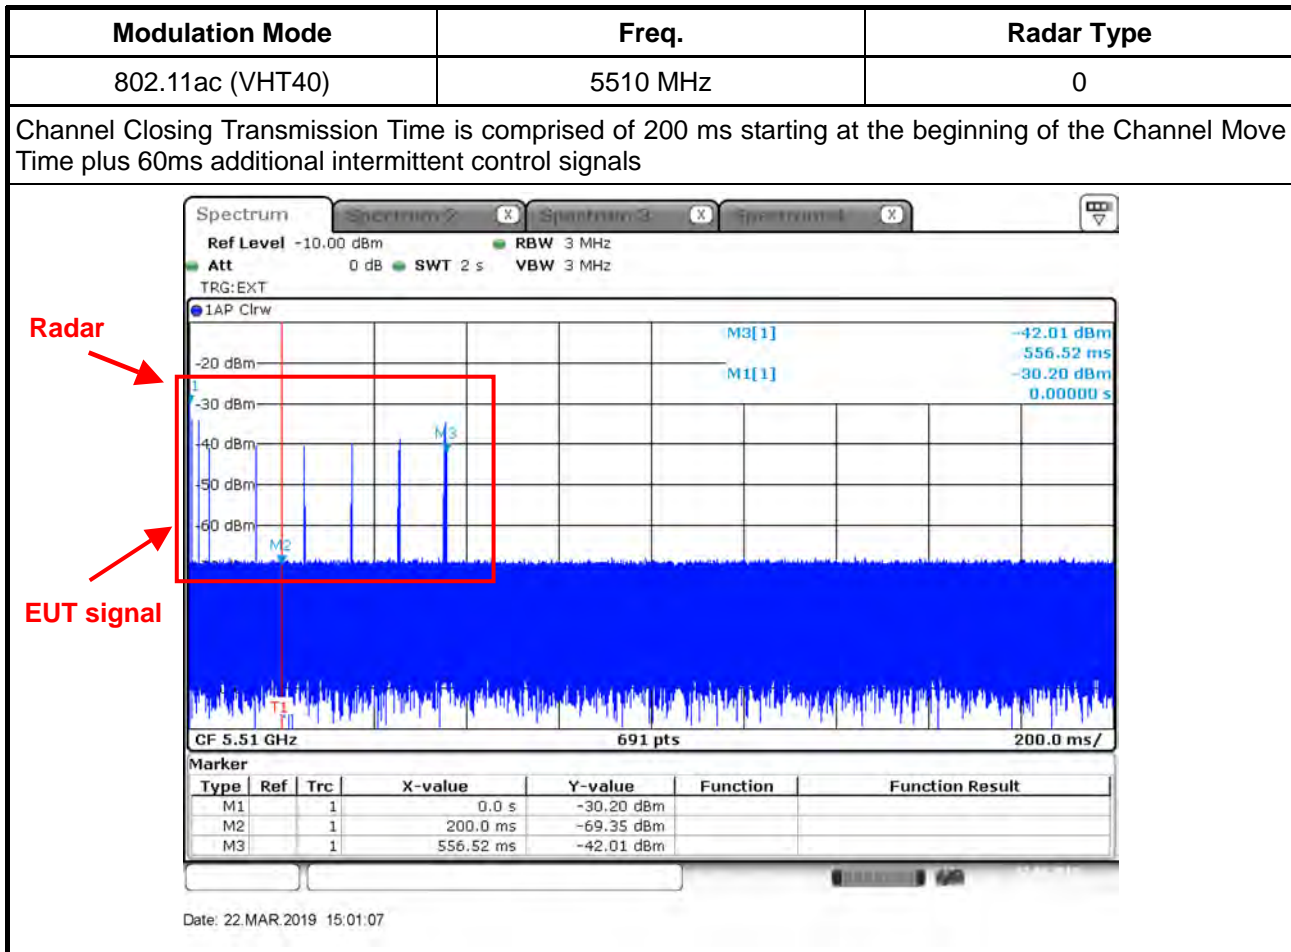 Modulation Mode Freq. Radar Type
802.11ac (VHT40) 5510 MHz 0
Channel Closing Transmission Time is comprised of 200 ms starting at the beginning of the Channel Move
Time plus 60ms additional intermittent control signals
Spectrum Spectrum 2 X Spectrum 3 X Spectrum 4 X
Ref Level -10.00 dBm RBW 3 MHz
Att 0 dB SWT 2 s VBW 3 MHz
TRG:EXT
1AP Clrw
Radar
M3[1] -42.01 dBm
556.52 ms
M1[1] -30.20 dBm
0.00000 s
-20 dBm
1
-30 dBm
-40 dBm
M3
-50 dBm
-60 dBm
M2
EUT signal
T1
CF 5.51 GHz 691 pts 200.0 ms/
Marker
Type Ref Trc X-value Y-value Function Function Result
M1 1 0.0 s -30.20 dBm
M2 1 200.0 ms -69.35 dBm
M3 1 556.52 ms -42.01 dBm
Date: 22.MAR.2019 15:01:07